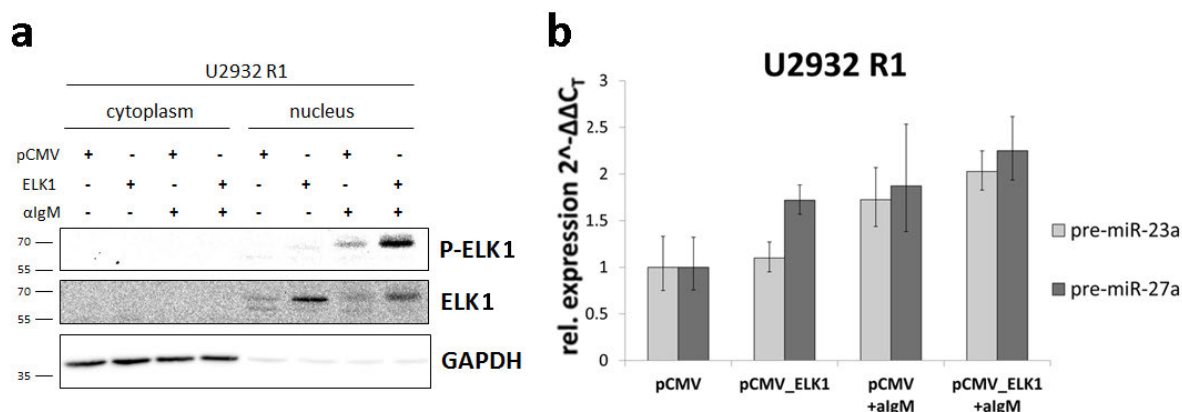 a
U2932 R1
cytoplasm nucleus
pCMV + - + - + - + -
ELK1 - + - + - + - +
αIgM - - + + - - + +
70
55
P-ELK1
70
55
ELK1
35
GAPDH
b
U2932 R1
rel. expression 2^-ΔΔCT
3
2.5
2
1.5
1
0.5
0
pCMV pCMV_ELK1 pCMV +aIgM pCMV_ELK1 +aIgM
pre-miR-23a
pre-miR-27a